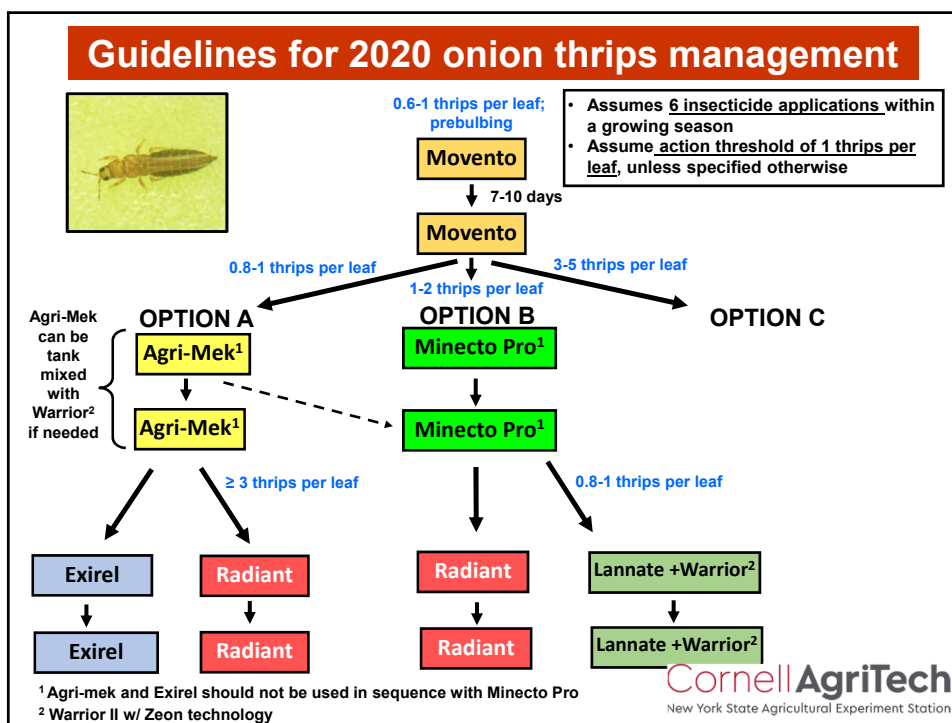 Guidelines for 2020 onion thrips management
0.6-1 thrips per leaf;
prebulbing
• Assumes 6 insecticide applications within
a growing season
• Assume action threshold of 1 thrips per
leaf, unless specified otherwise
Movento
7-10 days
Movento
0.8-1 thrips per leaf
1-2 thrips per leaf
3-5 thrips per leaf
OPTION A
OPTION B
OPTION C
Agri-Mek
can be
tank
mixed
with
Warrior²
if needed
Agri-Mek¹
Minecto Pro¹
Agri-Mek¹
Minecto Pro¹
≥ 3 thrips per leaf
0.8-1 thrips per leaf
Exirel
Radiant
Radiant
Lannate +Warrior²
Exirel
Radiant
Radiant
Lannate +Warrior²
¹ Agri-mek and Exirel should not be used in sequence with Minecto Pro
² Warrior II w/ Zeon technology
Cornell AgriTech
New York State Agricultural Experiment Station